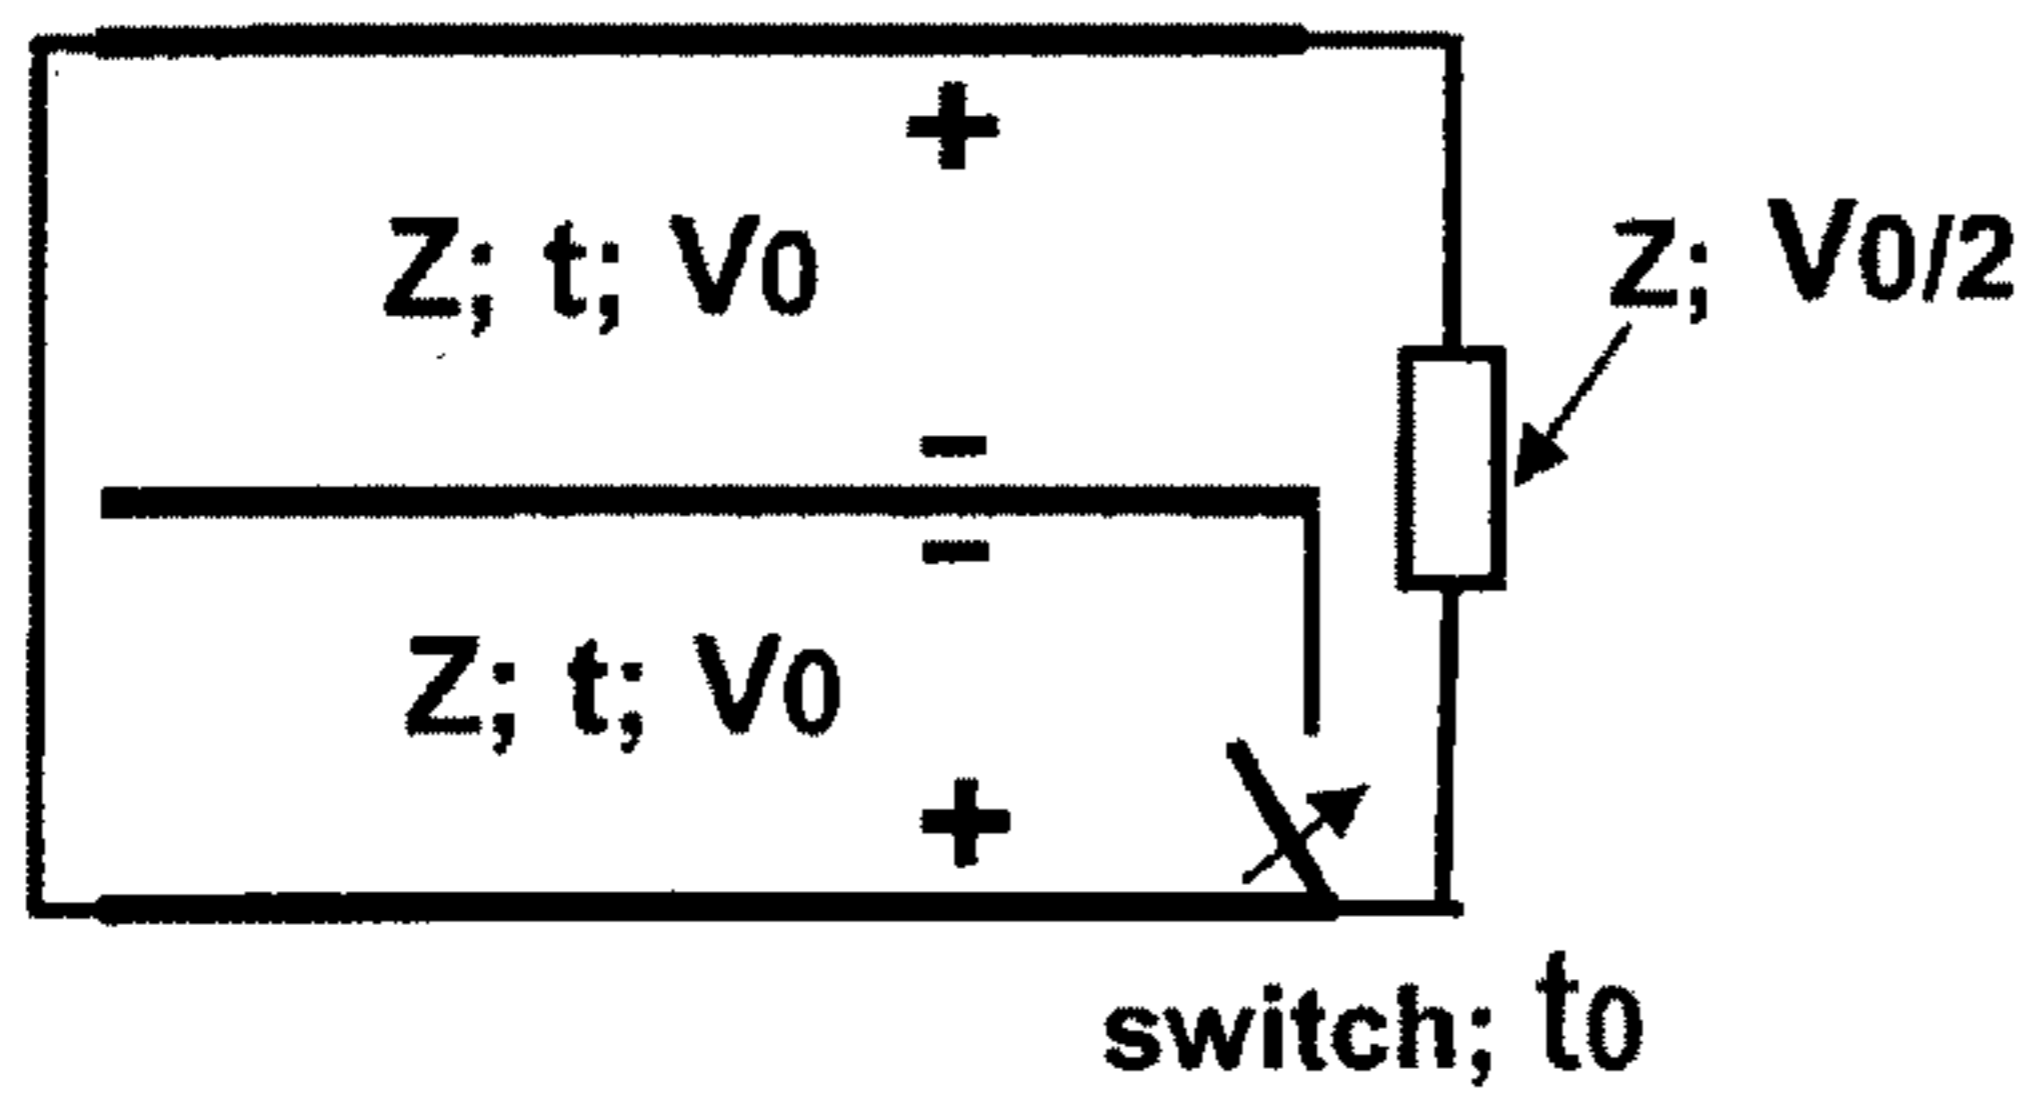 +
Z; t; V0
z; V0/2
-
-
Z; t; V0
+
switch; t0